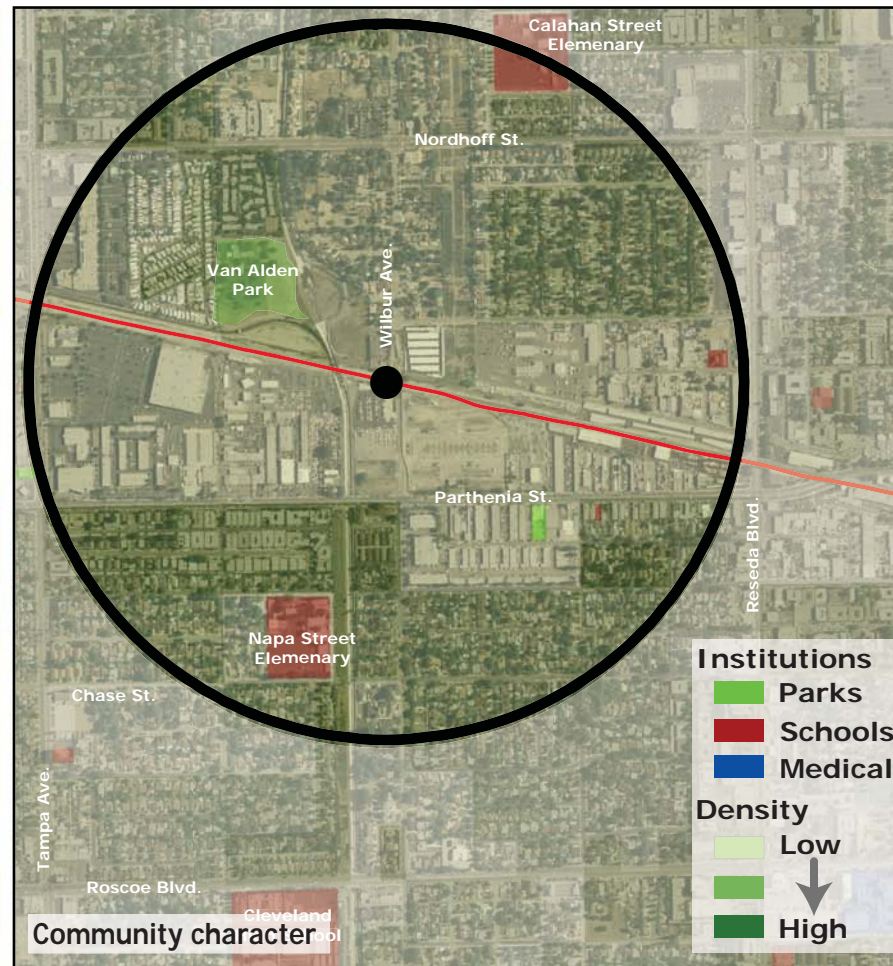 Calahan Street
Elemenary
Nordhoff St.
Van Alden
Park
Wilbur Ave.
Parthenia St.
Reseda Blvd.
Napa Street
Elemenary
Chase St.
Tampa Ave.
Roscoe Blvd.
Cleveland
ool
Community character
Institutions
Parks
Schools
Medical
Density
Low
High